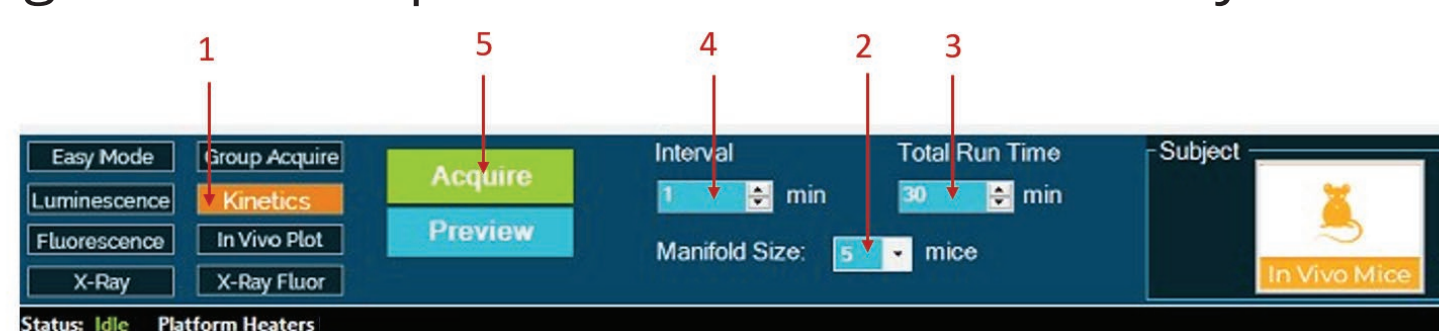 1 5 4 2 3
Easy Mode Group Acquire
Luminescence Kinetics
Fluorescence In Vivo Plot
X-Ray X-Ray Fluor
Acquire
Preview
Interval Total Run Time
1 min 30 min
Manifold Size: 5 mice
Subject
In Vivo Mice
Status: Idle Platform Heaters